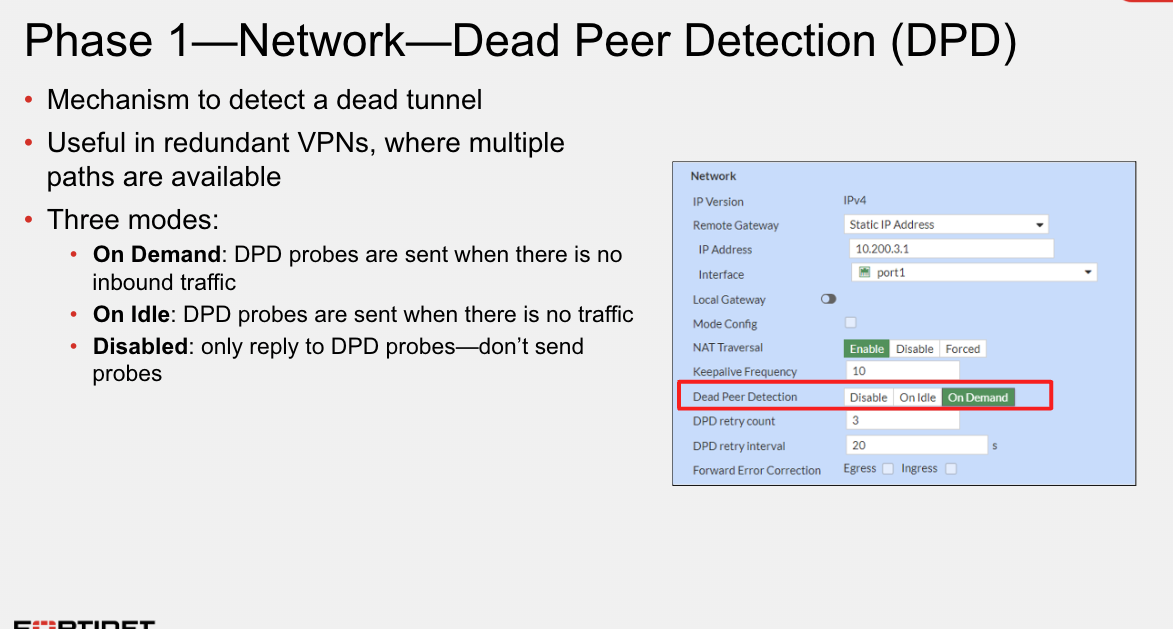 Phase 1—Network—Dead Peer Detection (DPD)
• Mechanism to detect a dead tunnel
• Useful in redundant VPNs, where multiple
paths are available
• Three modes:
• On Demand: DPD probes are sent when there is no
inbound traffic
• On Idle: DPD probes are sent when there is no traffic
• Disabled: only reply to DPD probes—don’t send
probes
Network
IP Version IPv4
Remote Gateway Static IP Address
IP Address 10.200.3.1
Interface port1
Local Gateway
Mode Config
NAT Traversal Enable Disable Forced
Keepalive Frequency 10
Dead Peer Detection Disable On Idle On Demand
DPD retry count 3
DPD retry interval 20 s
Forward Error Correction Egress Ingress
FORTINET